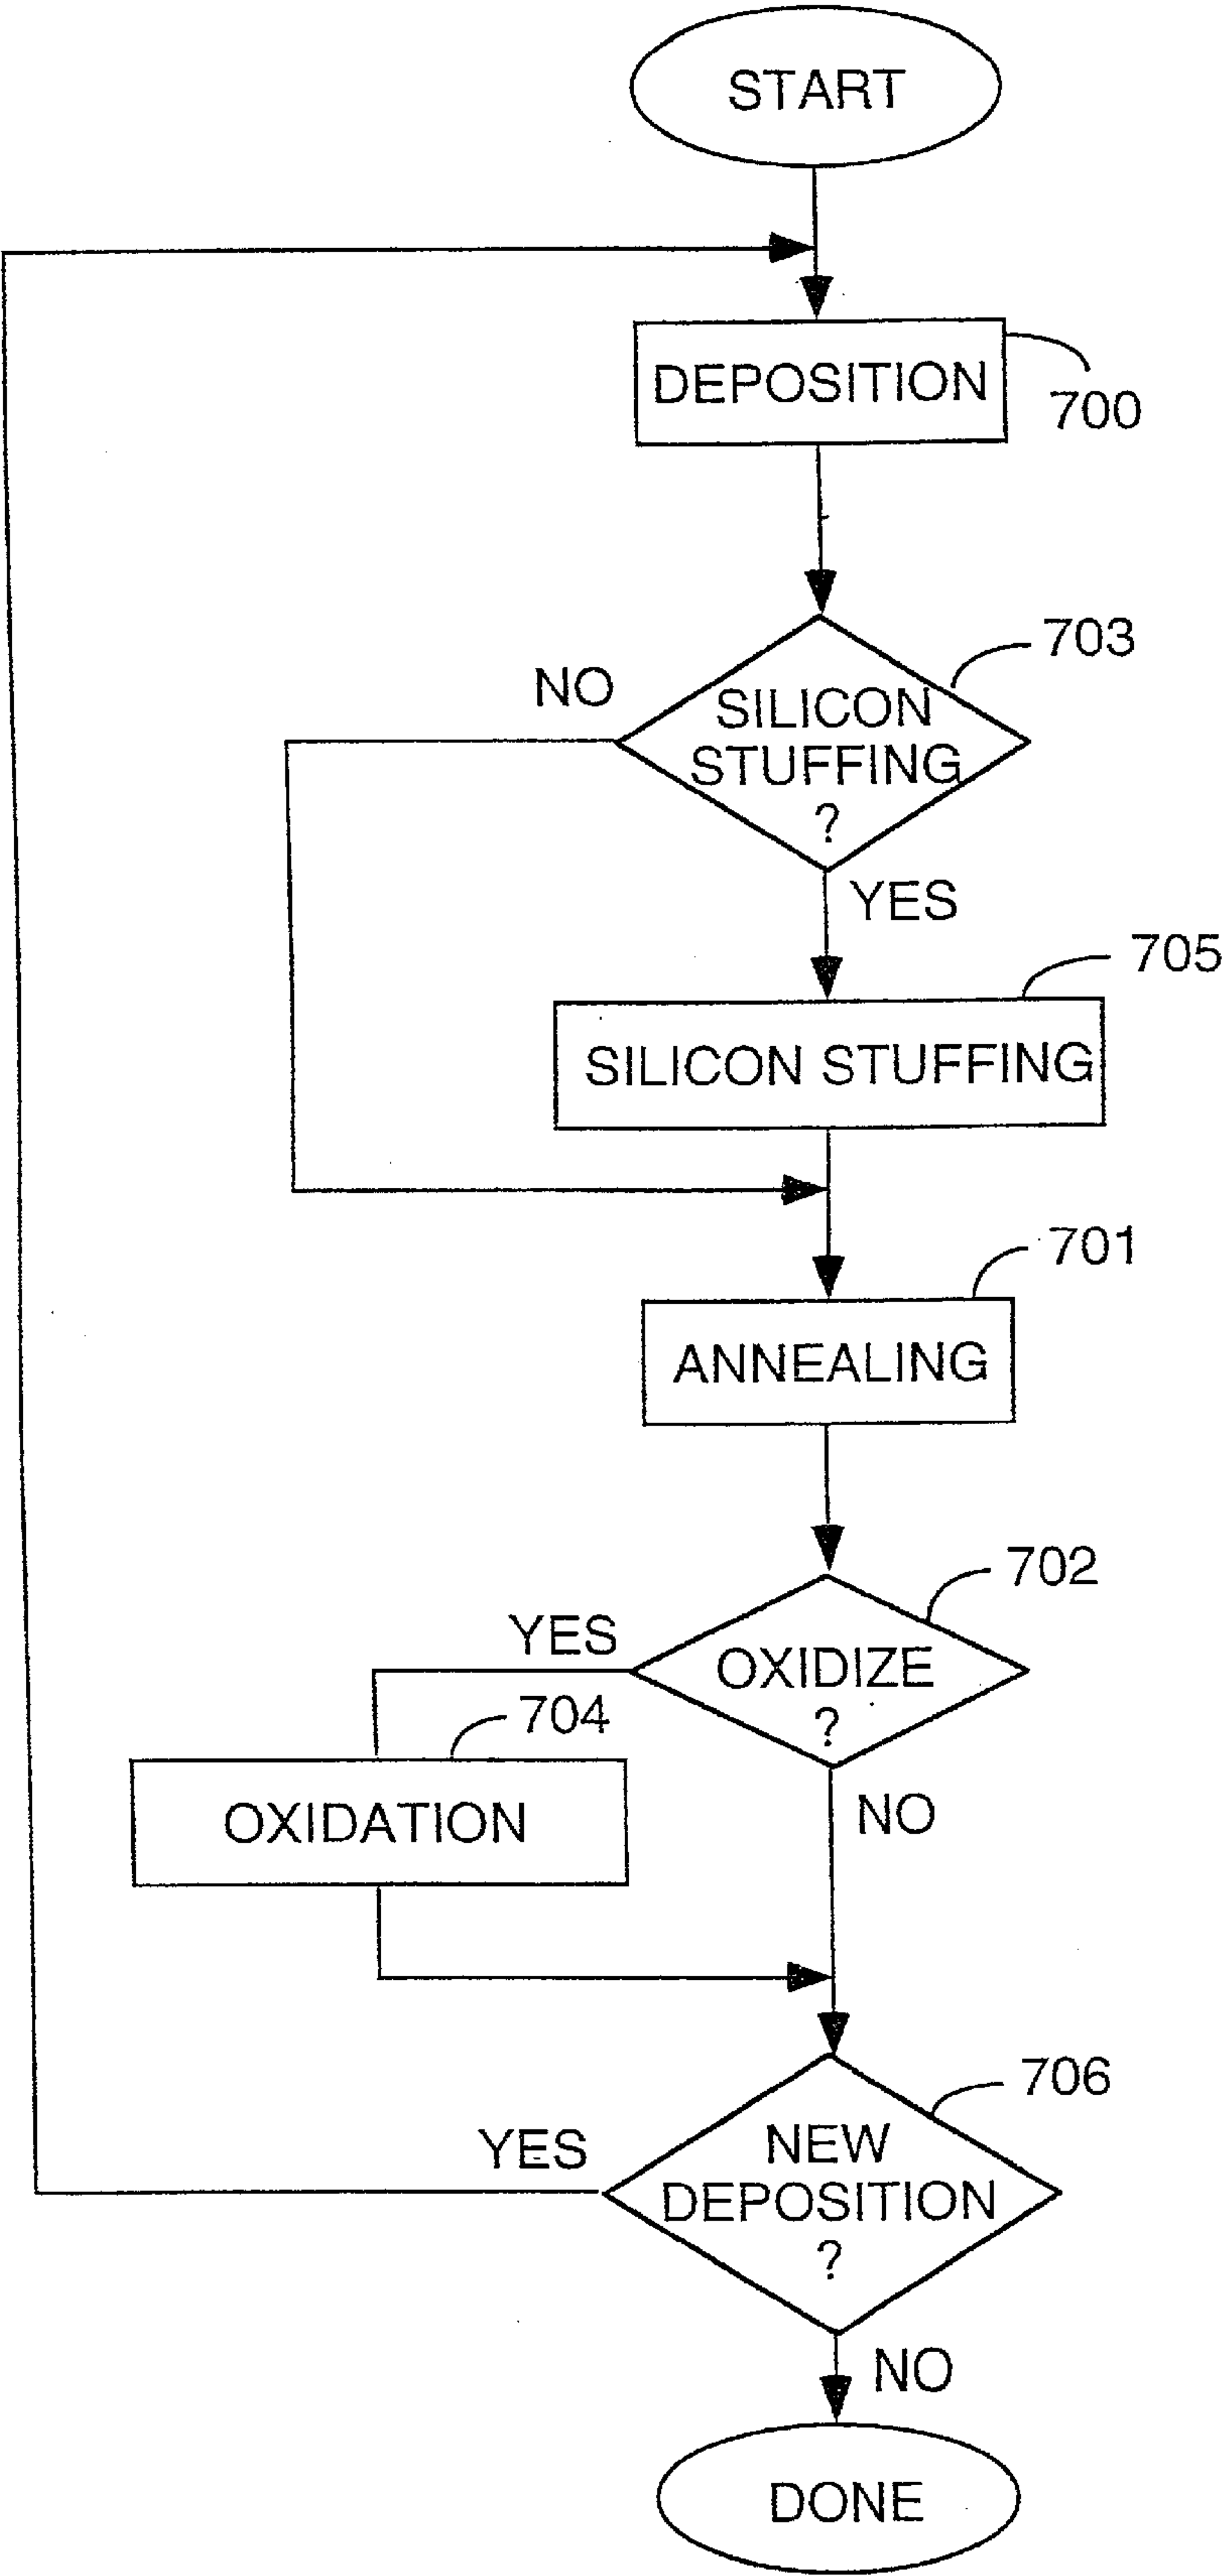 START
DEPOSITION
700
703
NO
SILICON
STUFFING
?
YES
705
SILICON STUFFING
701
ANNEALING
702
YES
OXIDIZE
?
704
OXIDATION
NO
706
YES
NEW
DEPOSITION
?
NO
DONE